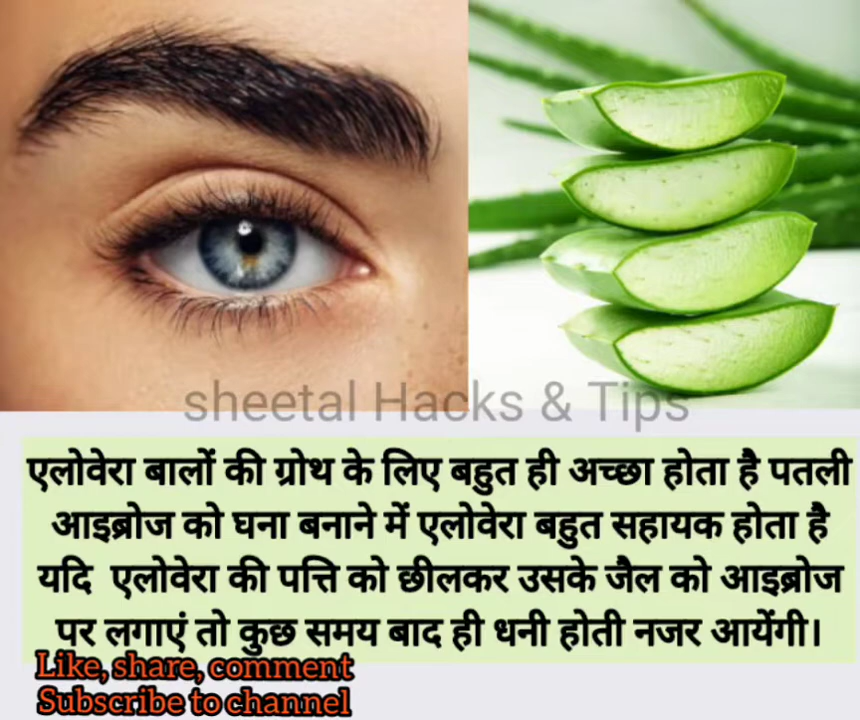 sheetal Hacks & Tips
एलोवेरा बालों की ग्रोथ के लिए बहुत ही अच्छा होता है पतली
आइब्रोज को घना बनाने में एलोवेरा बहुत सहायक होता है
यदि एलोवेरा की पत्ति को छीलकर उसके जैल को आइब्रोज
पर लगाएं तो कुछ समय बाद ही धनी होती नजर आयेंगी।
Like, share, comment
Subscribe to channel